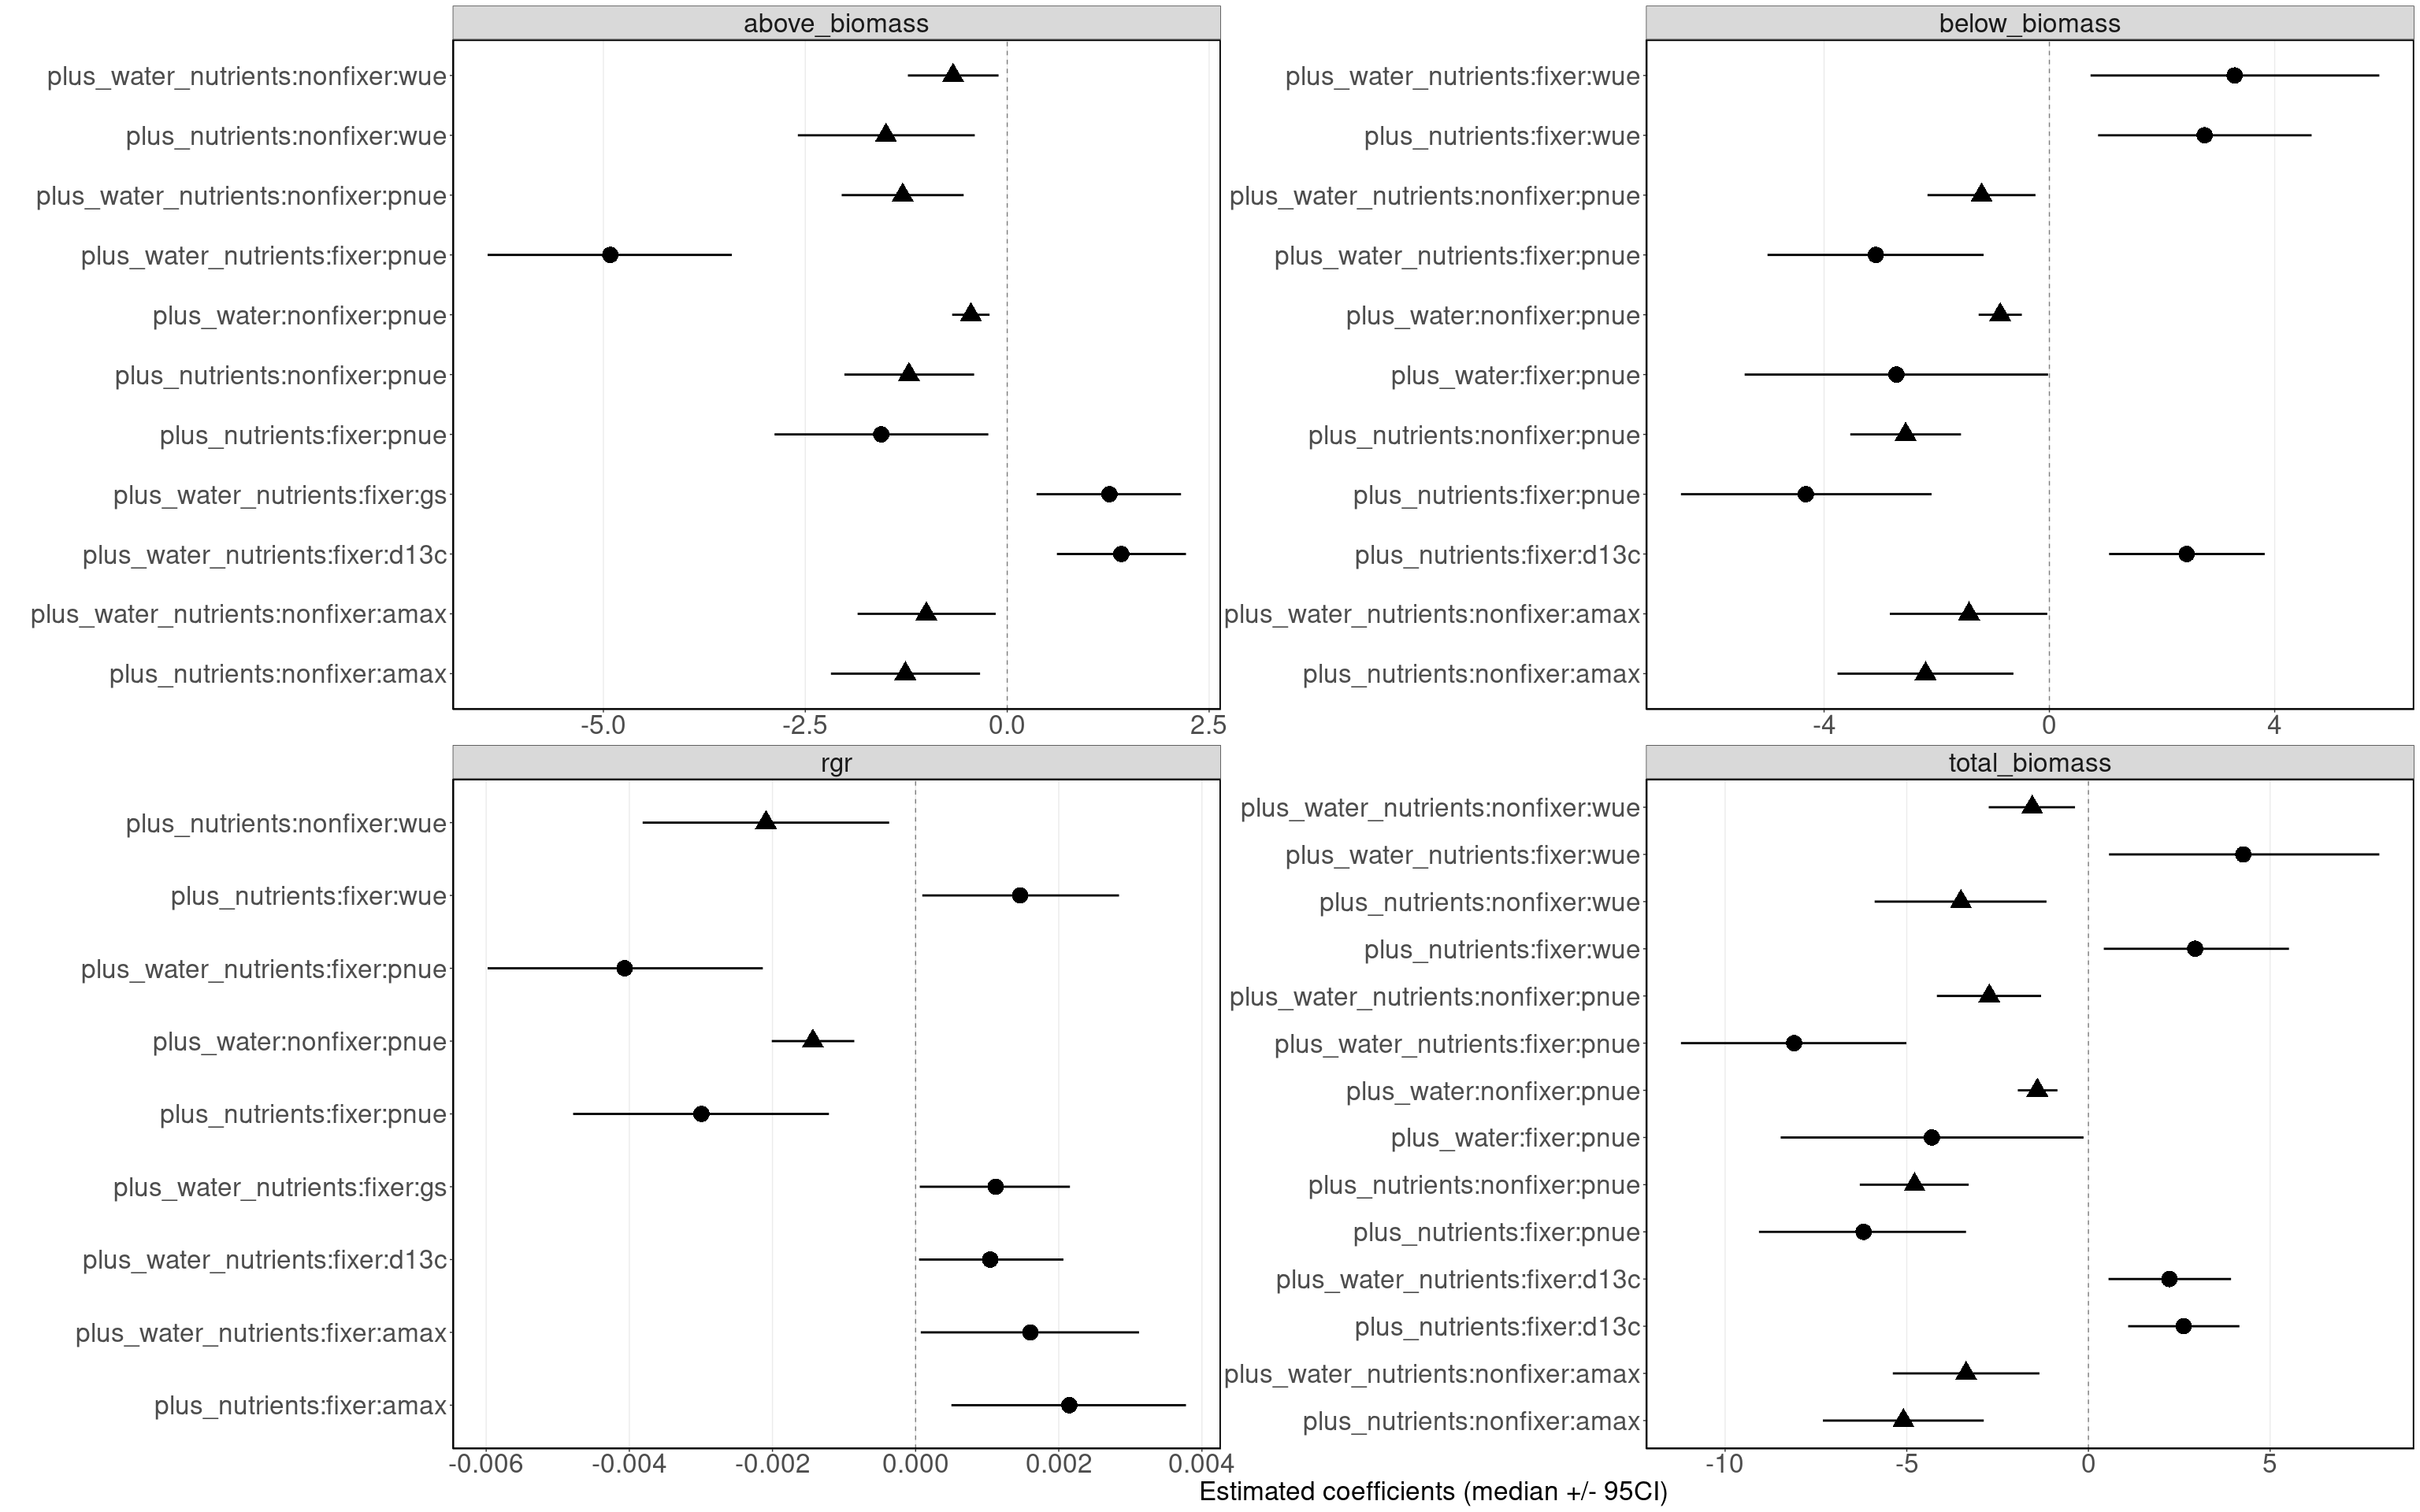 above_biomass
plus_water_nutrients:nonfixer:wue
plus_nutrients:nonfixer:wue
plus_water_nutrients:nonfixer:pnue
plus_water_nutrients:fixer:pnue
plus_water:nonfixer:pnue
plus_nutrients:nonfixer:pnue
plus_nutrients:fixer:pnue
plus_water_nutrients:fixer:gs
plus_water_nutrients:fixer:d13c
plus_water_nutrients:nonfixer:amax
plus_nutrients:nonfixer:amax
-5.0 -2.5 0.0 2.5
below_biomass
plus_water_nutrients:fixer:wue
plus_nutrients:fixer:wue
plus_water_nutrients:nonfixer:pnue
plus_water_nutrients:fixer:pnue
plus_water:nonfixer:pnue
plus_water:fixer:pnue
plus_nutrients:nonfixer:pnue
plus_nutrients:fixer:pnue
plus_nutrients:fixer:d13c
plus_water_nutrients:nonfixer:amax
plus_nutrients:nonfixer:amax
-4 0 4
rgr
plus_nutrients:nonfixer:wue
plus_nutrients:fixer:wue
plus_water_nutrients:fixer:pnue
plus_water:nonfixer:pnue
plus_nutrients:fixer:pnue
plus_water_nutrients:fixer:gs
plus_water_nutrients:fixer:d13c
plus_water_nutrients:fixer:amax
plus_nutrients:fixer:amax
-0.006 -0.004 -0.002 0.000 0.002 0.004
total_biomass
plus_water_nutrients:nonfixer:wue
plus_water_nutrients:fixer:wue
plus_nutrients:nonfixer:wue
plus_nutrients:fixer:wue
plus_water_nutrients:nonfixer:pnue
plus_water_nutrients:fixer:pnue
plus_water:nonfixer:pnue
plus_water:fixer:pnue
plus_nutrients:nonfixer:pnue
plus_nutrients:fixer:pnue
plus_water_nutrients:fixer:d13c
plus_nutrients:fixer:d13c
plus_water_nutrients:nonfixer:amax
plus_nutrients:nonfixer:amax
-10 -5 0 5
Estimated coefficients (median +/- 95CI)